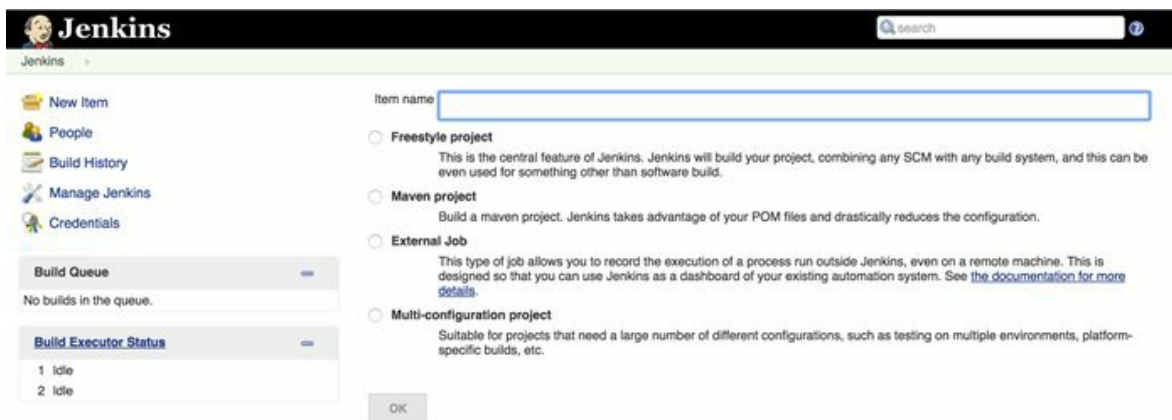 Jenkins
search
Jenkins
New Item
People
Build History
Manage Jenkins
Credentials
Build Queue
No builds in the queue.
Build Executor Status
1 Idle
2 Idle
Item name
Freestyle project
This is the central feature of Jenkins. Jenkins will build your project, combining any SCM with any build system, and this can be
even used for something other than software build.
Maven project
Build a maven project. Jenkins takes advantage of your POM files and drastically reduces the configuration.
External Job
This type of job allows you to record the execution of a process run outside Jenkins, even on a remote machine. This is
designed so that you can use Jenkins as a dashboard of your existing automation system. See the documentation for more
details.
Multi-configuration project
Suitable for projects that need a large number of different configurations, such as testing on multiple environments, platform-
specific builds, etc.
OK